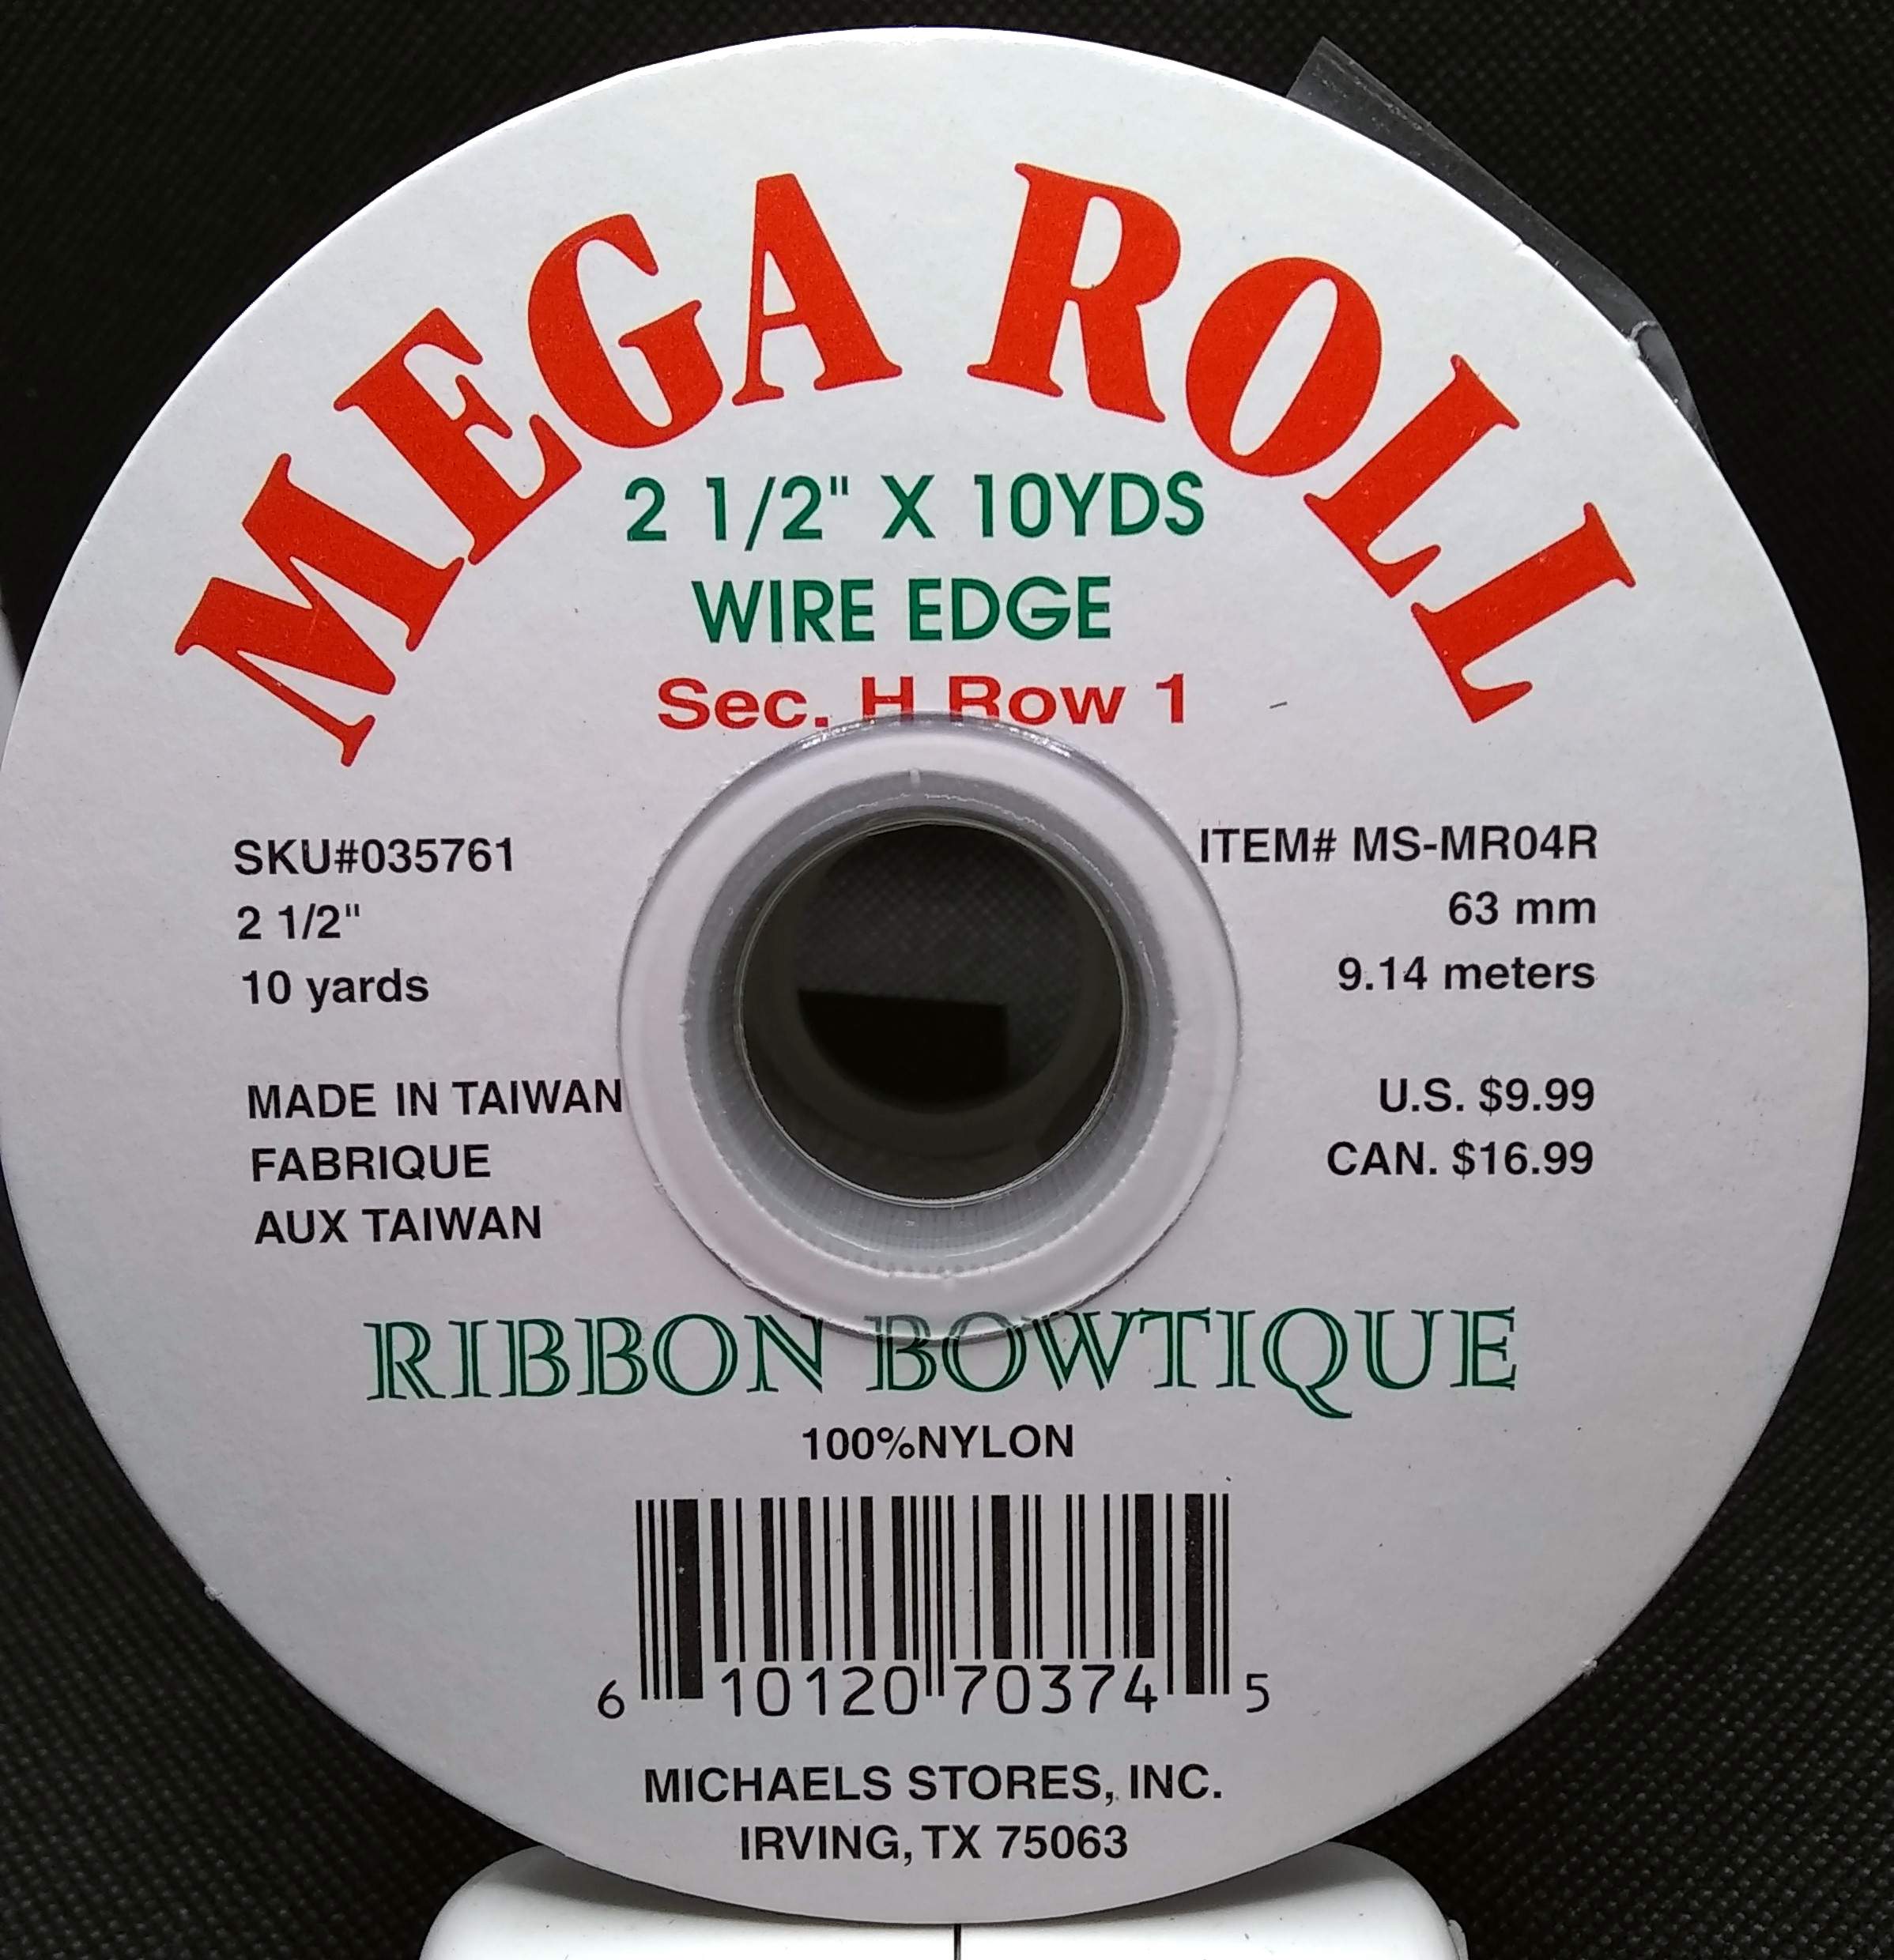 MEGA ROLL
2 1/2" X 10YDS
WIRE EDGE
Sec. H Row 1
SKU#035761
2 1/2"
10 yards
MADE IN TAIWAN
FABRIQUE
AUX TAIWAN
ITEM# MS-MR04R
63 mm
9.14 meters
U.S. $9.99
CAN. $16.99
RIBBON BOWTIQUE
100%NYLON
6 10120 70374 5
MICHAELS STORES, INC.
IRVING, TX 75063